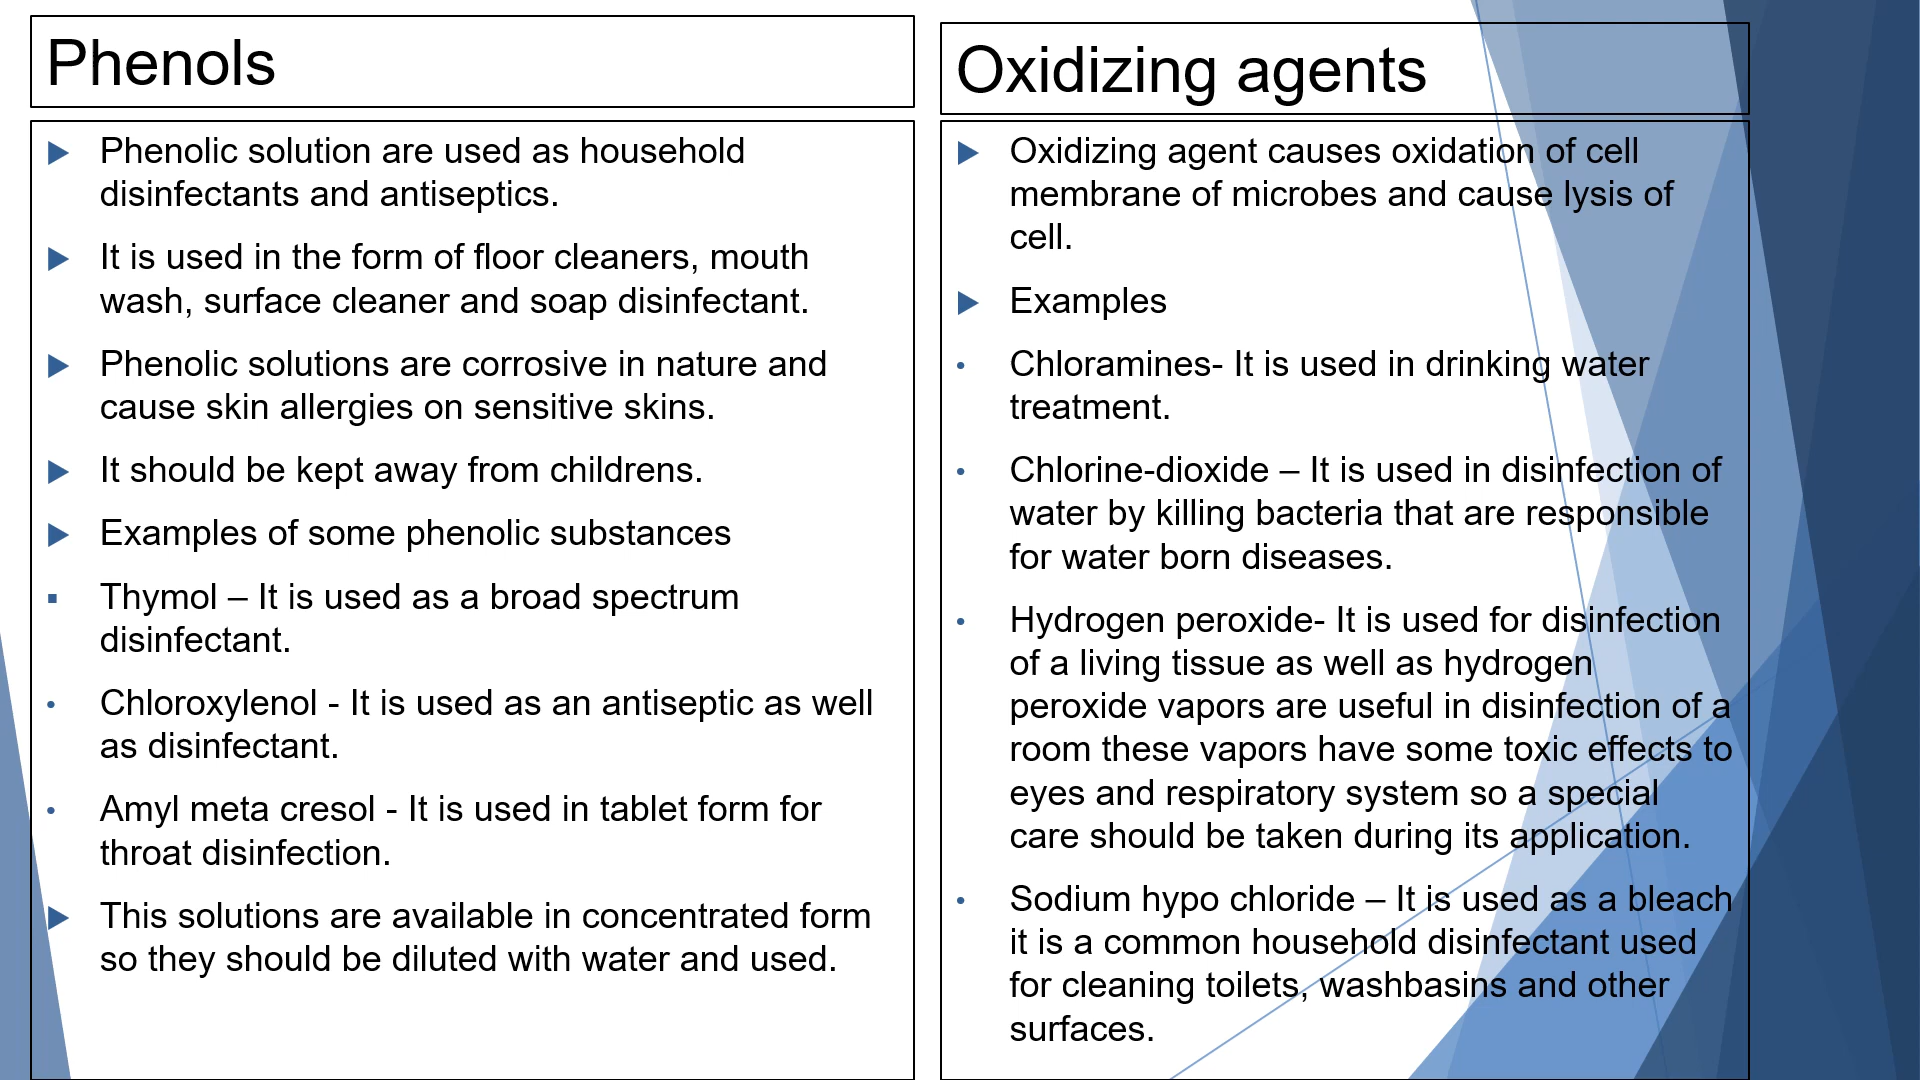 Phenols
Phenolic solution are used as household
disinfectants and antiseptics.
It is used in the form of floor cleaners, mouth
wash, surface cleaner and soap disinfectant.
Phenolic solutions are corrosive in nature and
cause skin allergies on sensitive skins.
It should be kept away from childrens.
Examples of some phenolic substances
Thymol – It is used as a broad spectrum
disinfectant.
Chloroxylenol - It is used as an antiseptic as well
as disinfectant.
Amyl meta cresol - It is used in tablet form for
throat disinfection.
This solutions are available in concentrated form
so they should be diluted with water and used.
Oxidizing agents
Oxidizing agent causes oxidation of cell
membrane of microbes and cause lysis of
cell.
Examples
Chloramines- It is used in drinking water
treatment.
Chlorine-dioxide – It is used in disinfection of
water by killing bacteria that are responsible
for water born diseases.
Hydrogen peroxide- It is used for disinfection
of a living tissue as well as hydrogen
peroxide vapors are useful in disinfection of a
room these vapors have some toxic effects to
eyes and respiratory system so a special
care should be taken during its application.
Sodium hypo chloride – It is used as a bleach
it is a common household disinfectant used
for cleaning toilets, washbasins and other
surfaces.